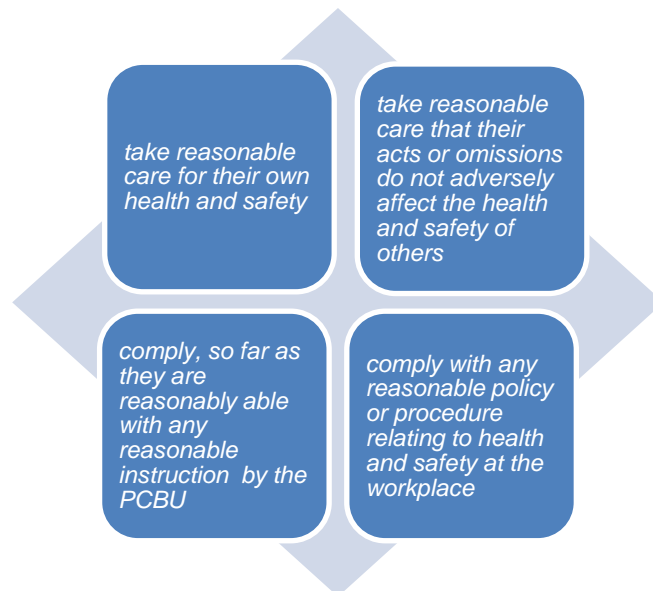 take reasonable
care for their own
health and safety
take reasonable
care that their
acts or omissions
do not adversely
affect the health
and safety of
others
comply, so far as
they are
reasonably able
with any
reasonable
instruction  by the
PCBU
comply with any
reasonable policy
or procedure
relating to health
and safety at the
workplace